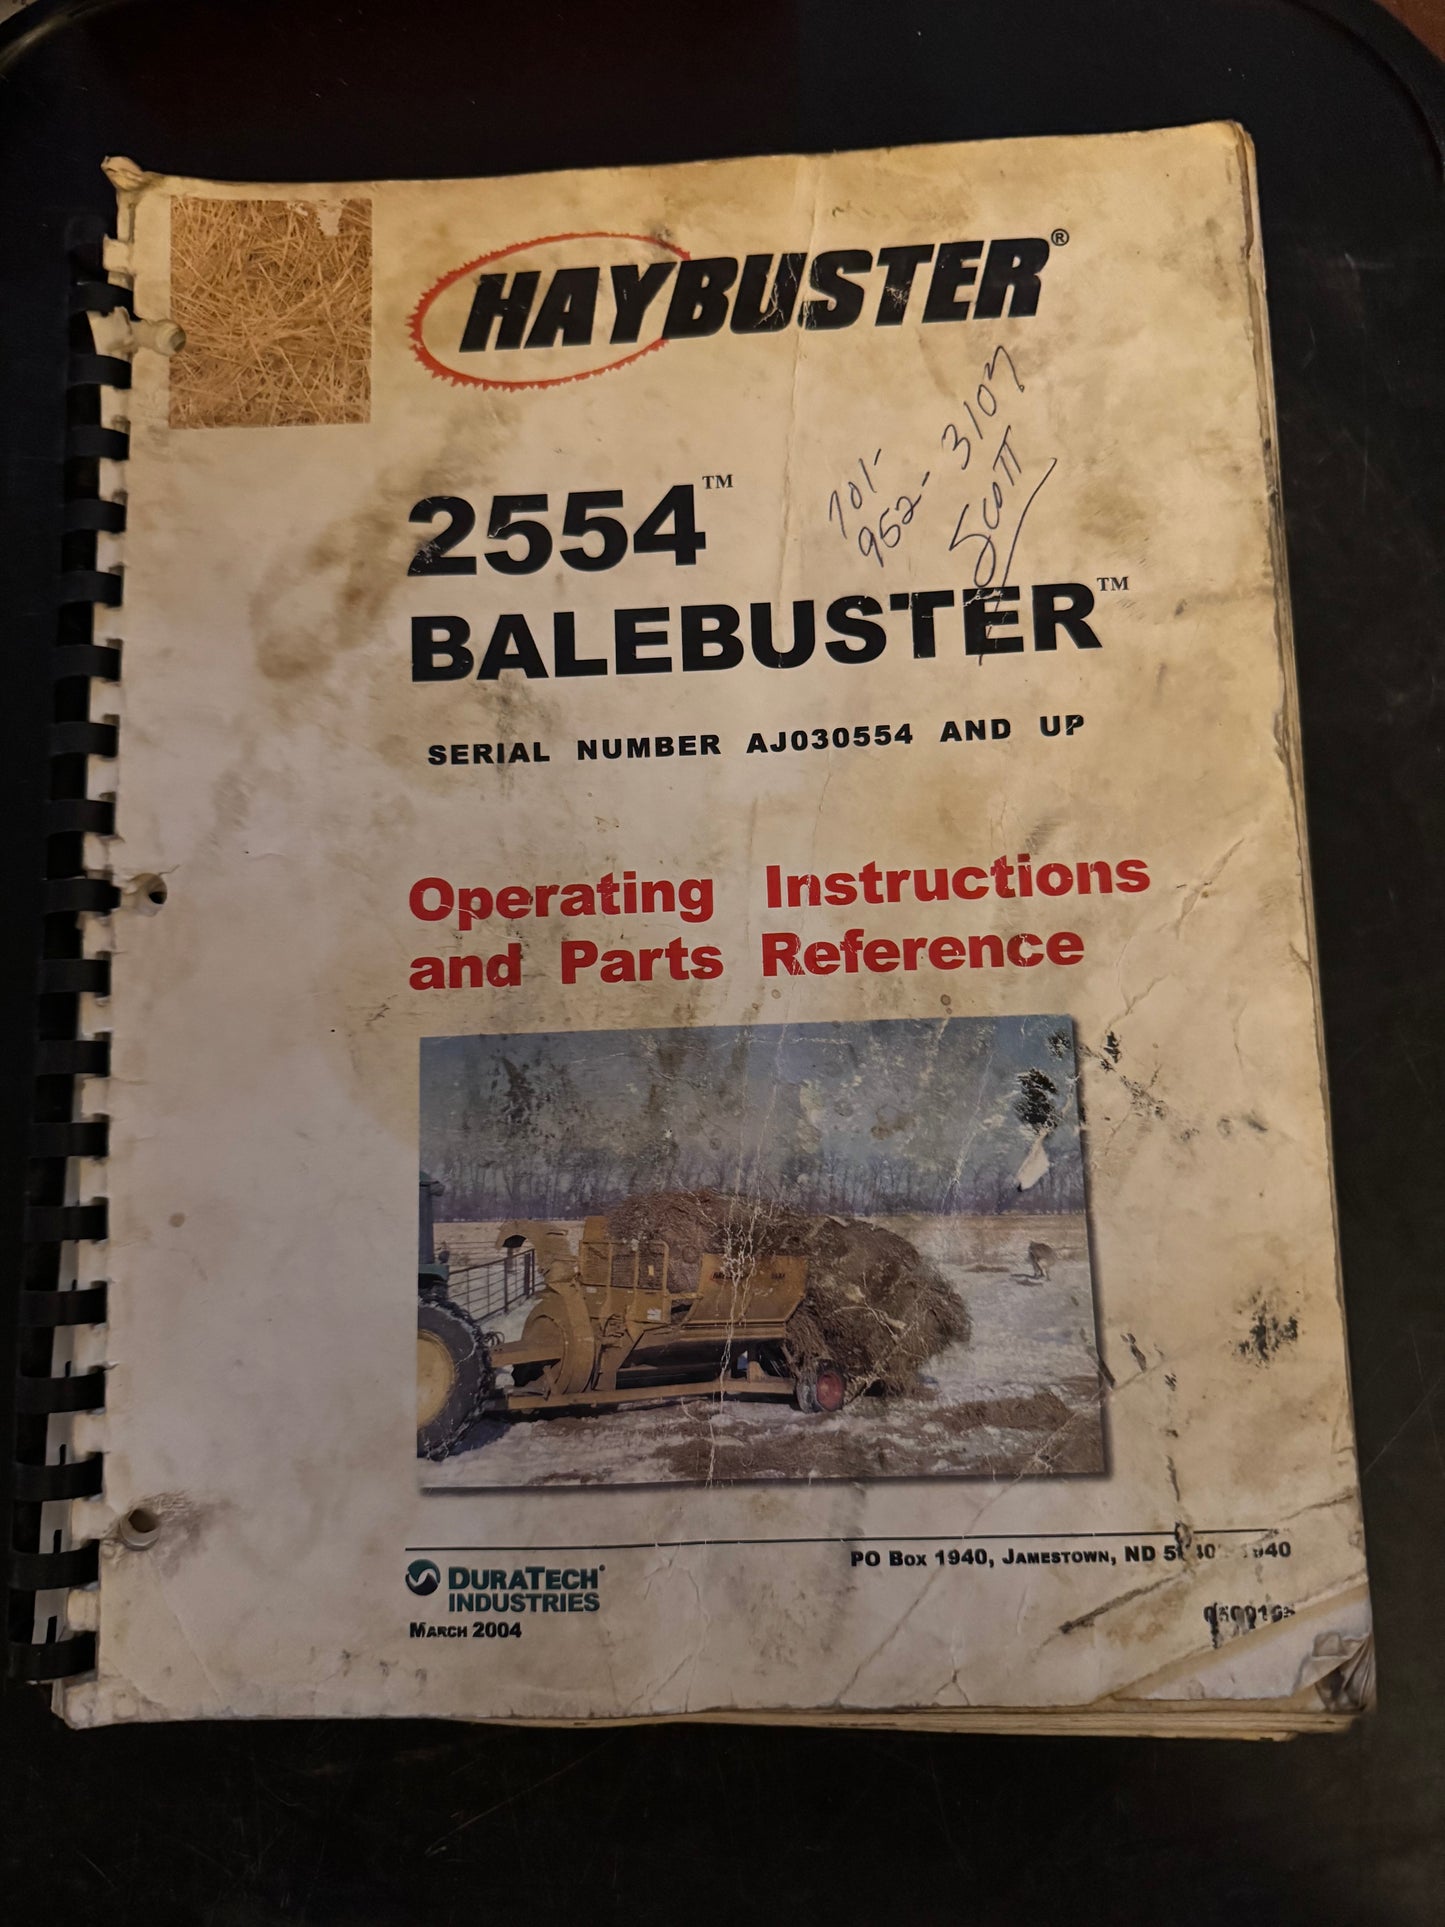 HAYBUSTER®
701-
952-3107
Scott
2554™
BALEBUSTER™
SERIAL NUMBER AJ030554 AND UP
Operating Instructions
and Parts Reference
PO Box 1940, Jamestown, ND
DURATECH®
INDUSTRIES
March 2004